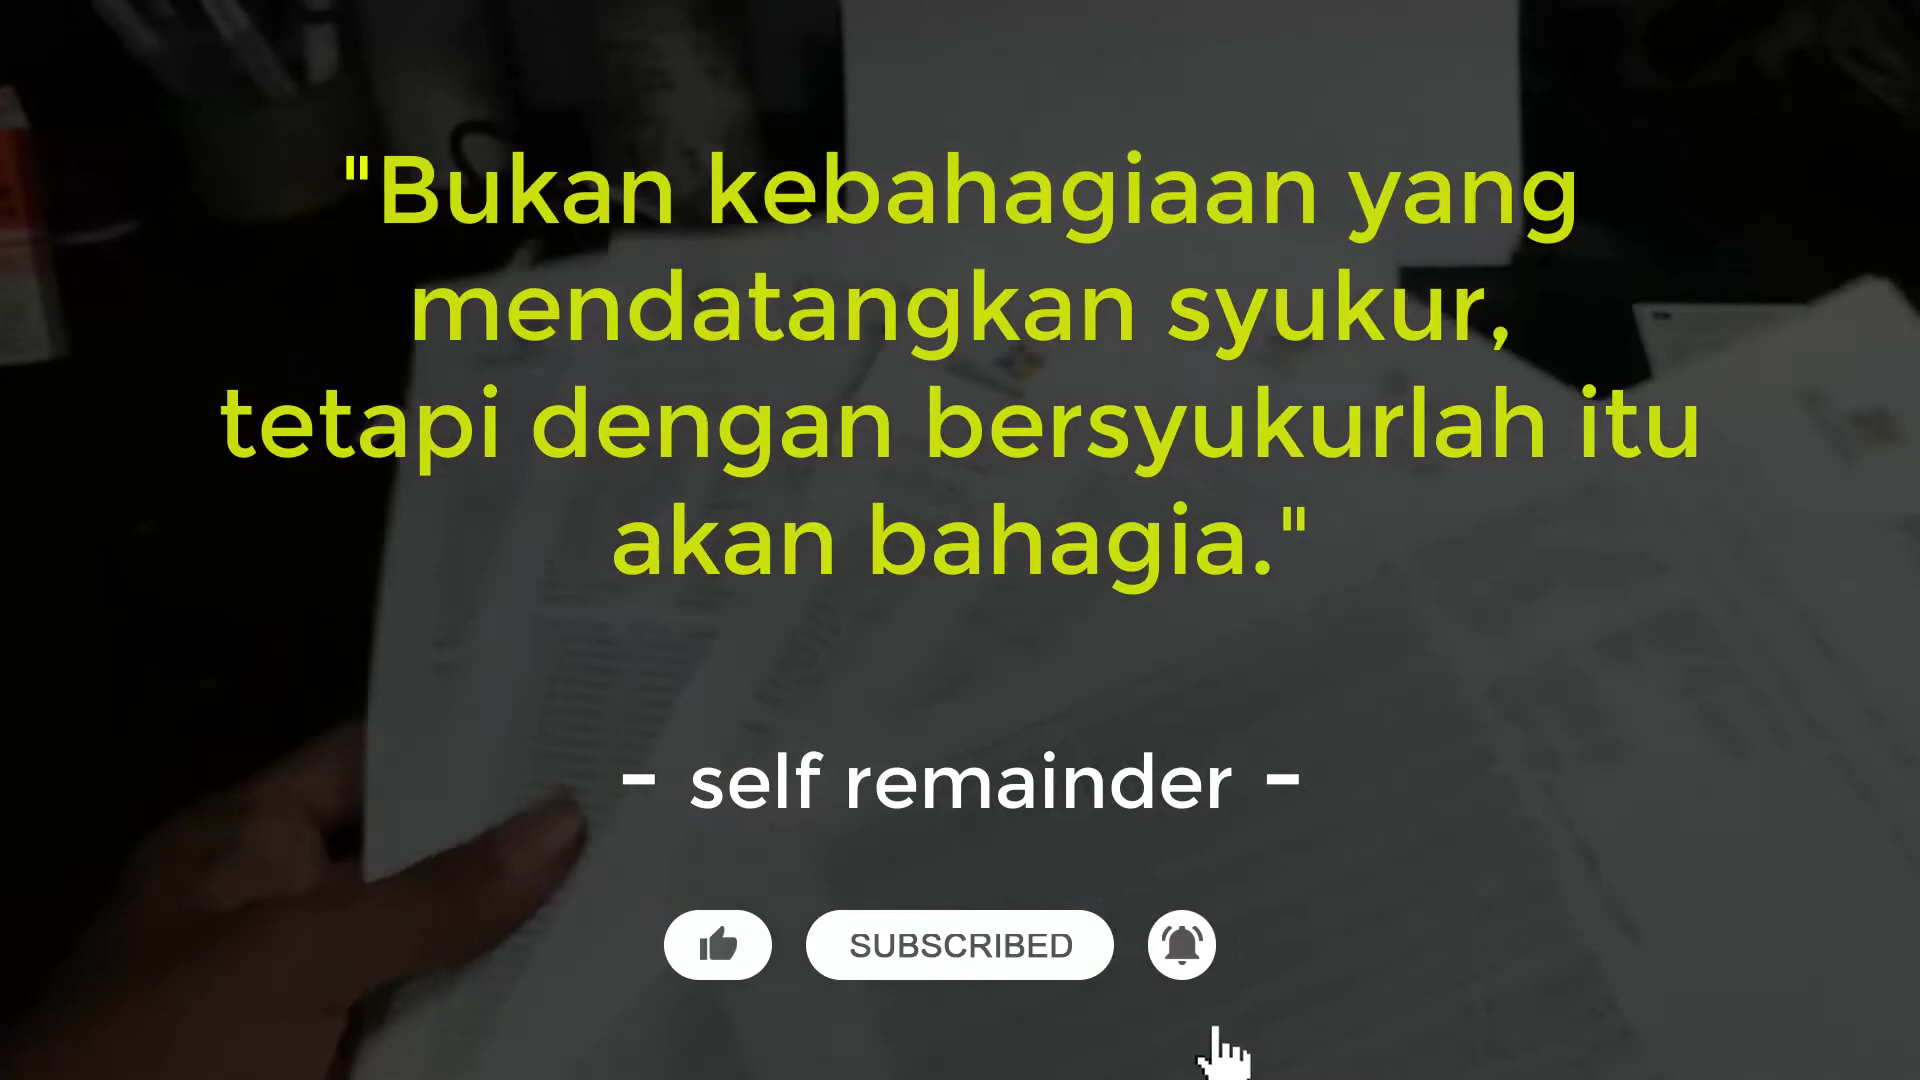 "Bukan kebahagiaan yang
mendatangkan syukur,
tetapi dengan bersyukurlah itu
akan bahagia."
- self remainder -
SUBSCRIBED